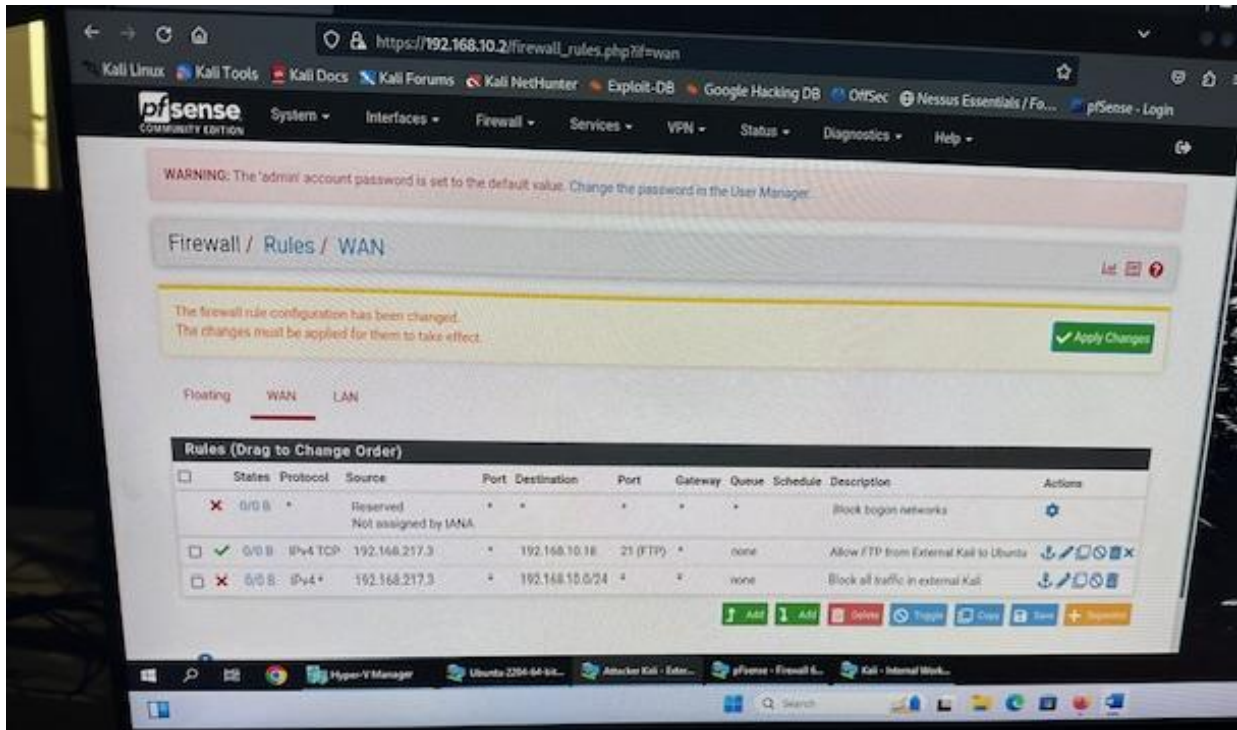 https://192.168.10.2/firewall_rules.php?if=wan
Kali Linux Kali Tools Kali Docs Kali Forums Kali NetHunter Exploit-DB Google Hacking DB OffSec Nessus Essentials / Fo... pfSense - Login
pfsense System Interfaces Firewall Services VPN Status Diagnostics Help
COMMUNITY EDITION
WARNING: The 'admin' account password is set to the default value. Change the password in the User Manager.
Firewall / Rules / WAN
The firewall rule configuration has been changed.
The changes must be applied for them to take effect.
Apply Changes
Floating WAN LAN
Rules (Drag to Change Order)
States Protocol Source Port Destination Port Gateway Queue Schedule Description Actions
0/0 B * Reserved * * * * * Block bogon networks
Not assigned by IANA
0/0 B IPv4 TCP 192.168.217.3 * 192.168.10.18 21 (FTP) * none Allow FTP from External Kali to Ubuntu
0/0 B IPv4 * 192.168.217.3 * 192.168.10.0/24 * * none Block all traffic in external Kali
Add Add Delete Toggle Copy Save Separator
Hyper-V Manager Ubuntu 2204-64-bit... Attacker Kali - Exter... pfsense - Firewall 6... Kali - Internal Work...
Search